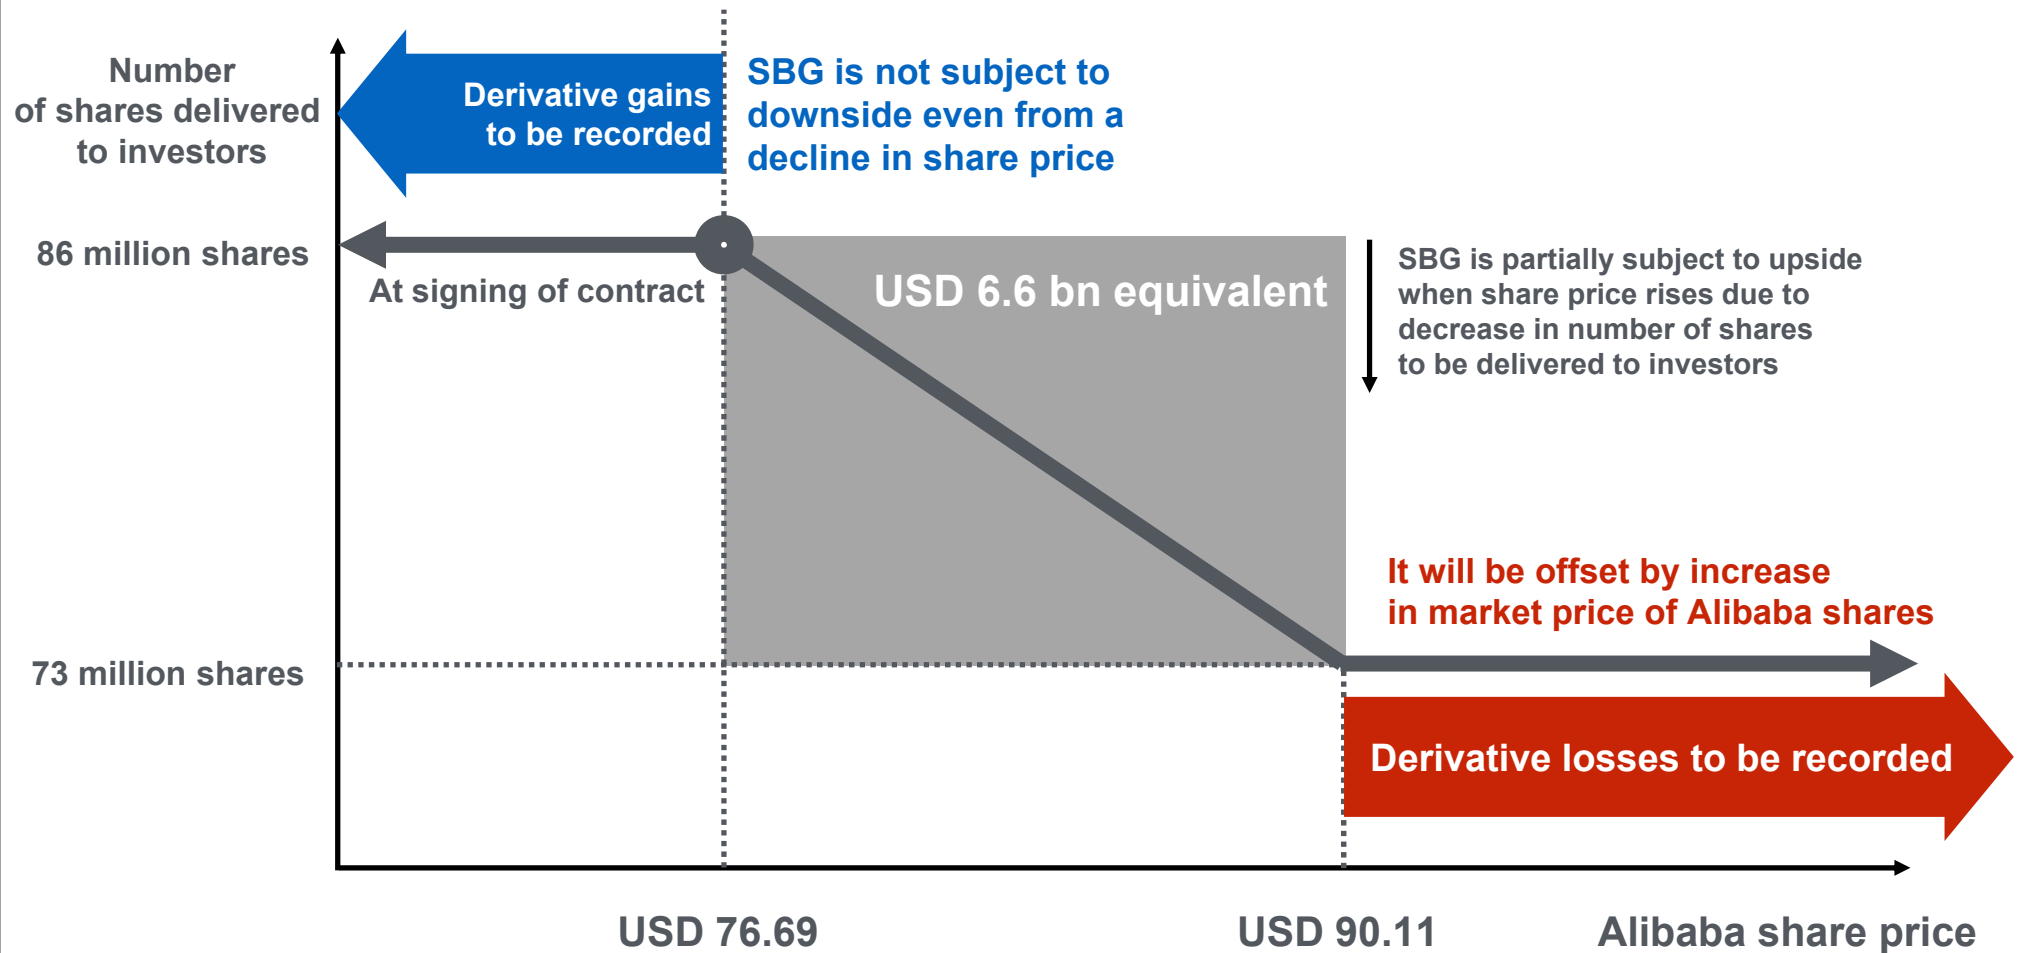 Number
of shares delivered
to investors
Derivative gains
to be recorded
SBG is not subject to
downside even from a
decline in share price
86 million shares
At signing of contract
USD 6.6 bn equivalent
SBG is partially subject to upside
when share price rises due to
decrease in number of shares
to be delivered to investors
It will be offset by increase
in market price of Alibaba shares
73 million shares
Derivative losses to be recorded
USD 76.69
USD 90.11
Alibaba share price